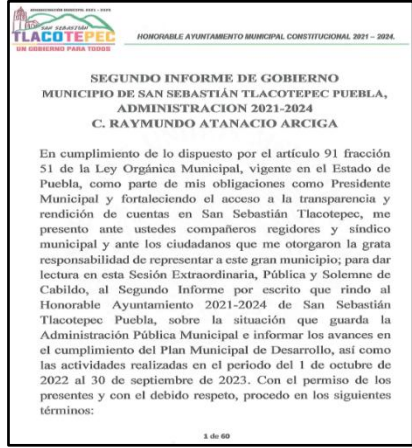 ADMINISTRACIÓN MUNICIPAL 2021 - 2024
SAN SEBASTIÁN
TLACOTEPEC
UN GOBIERNO PARA TODOS
HONORABLE AYUNTAMIENTO MUNICIPAL CONSTITUCIONAL 2021 – 2024.
SEGUNDO INFORME DE GOBIERNO
MUNICIPIO DE SAN SEBASTIÁN TLACOTEPEC PUEBLA,
ADMINISTRACION 2021-2024
C. RAYMUNDO ATANACIO ARCIGA
En cumplimiento de lo dispuesto por el artículo 91 fracción
51 de la Ley Orgánica Municipal, vigente en el Estado de
Puebla, como parte de mis obligaciones como Presidente
Municipal y fortaleciendo el acceso a la transparencia y
rendición de cuentas en San Sebastián Tlacotepec, me
presento ante ustedes compañeros regidores y síndico
municipal y ante los ciudadanos que me otorgaron la grata
responsabilidad de representar a este gran municipio; para dar
lectura en esta Sesión Extraordinaria, Pública y Solemne de
Cabildo, al Segundo Informe por escrito que rindo al
Honorable Ayuntamiento 2021-2024 de San Sebastián
Tlacotepec Puebla, sobre la situación que guarda la
Administración Pública Municipal e informar los avances en
el cumplimiento del Plan Municipal de Desarrollo, así como
las actividades realizadas en el periodo del 1 de octubre de
2022 al 30 de septiembre de 2023. Con el permiso de los
presentes y con el debido respeto, procedo en los siguientes
términos:
1 de 60